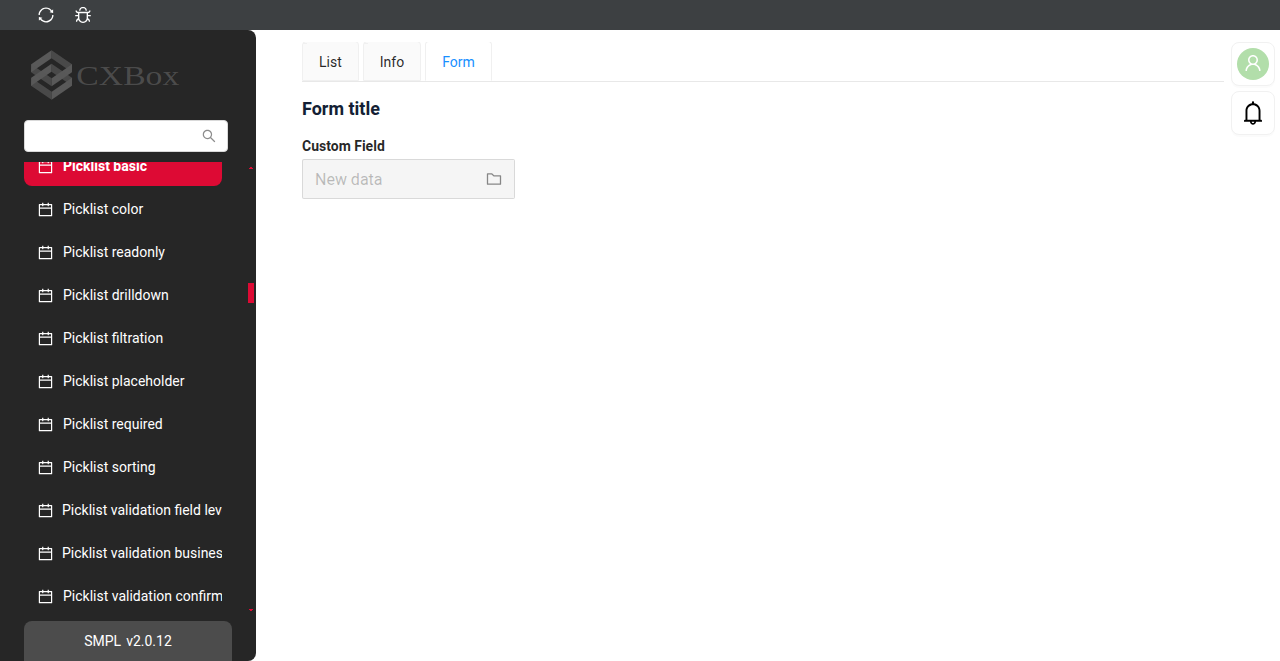 CXBox
Picklist basic
Picklist color
Picklist readonly
Picklist drilldown
Picklist filtration
Picklist placeholder
Picklist required
Picklist sorting
Picklist validation field lev
Picklist validation busines
Picklist validation confirm
SMPL v2.0.12
List Info Form
Form title
Custom Field
New data